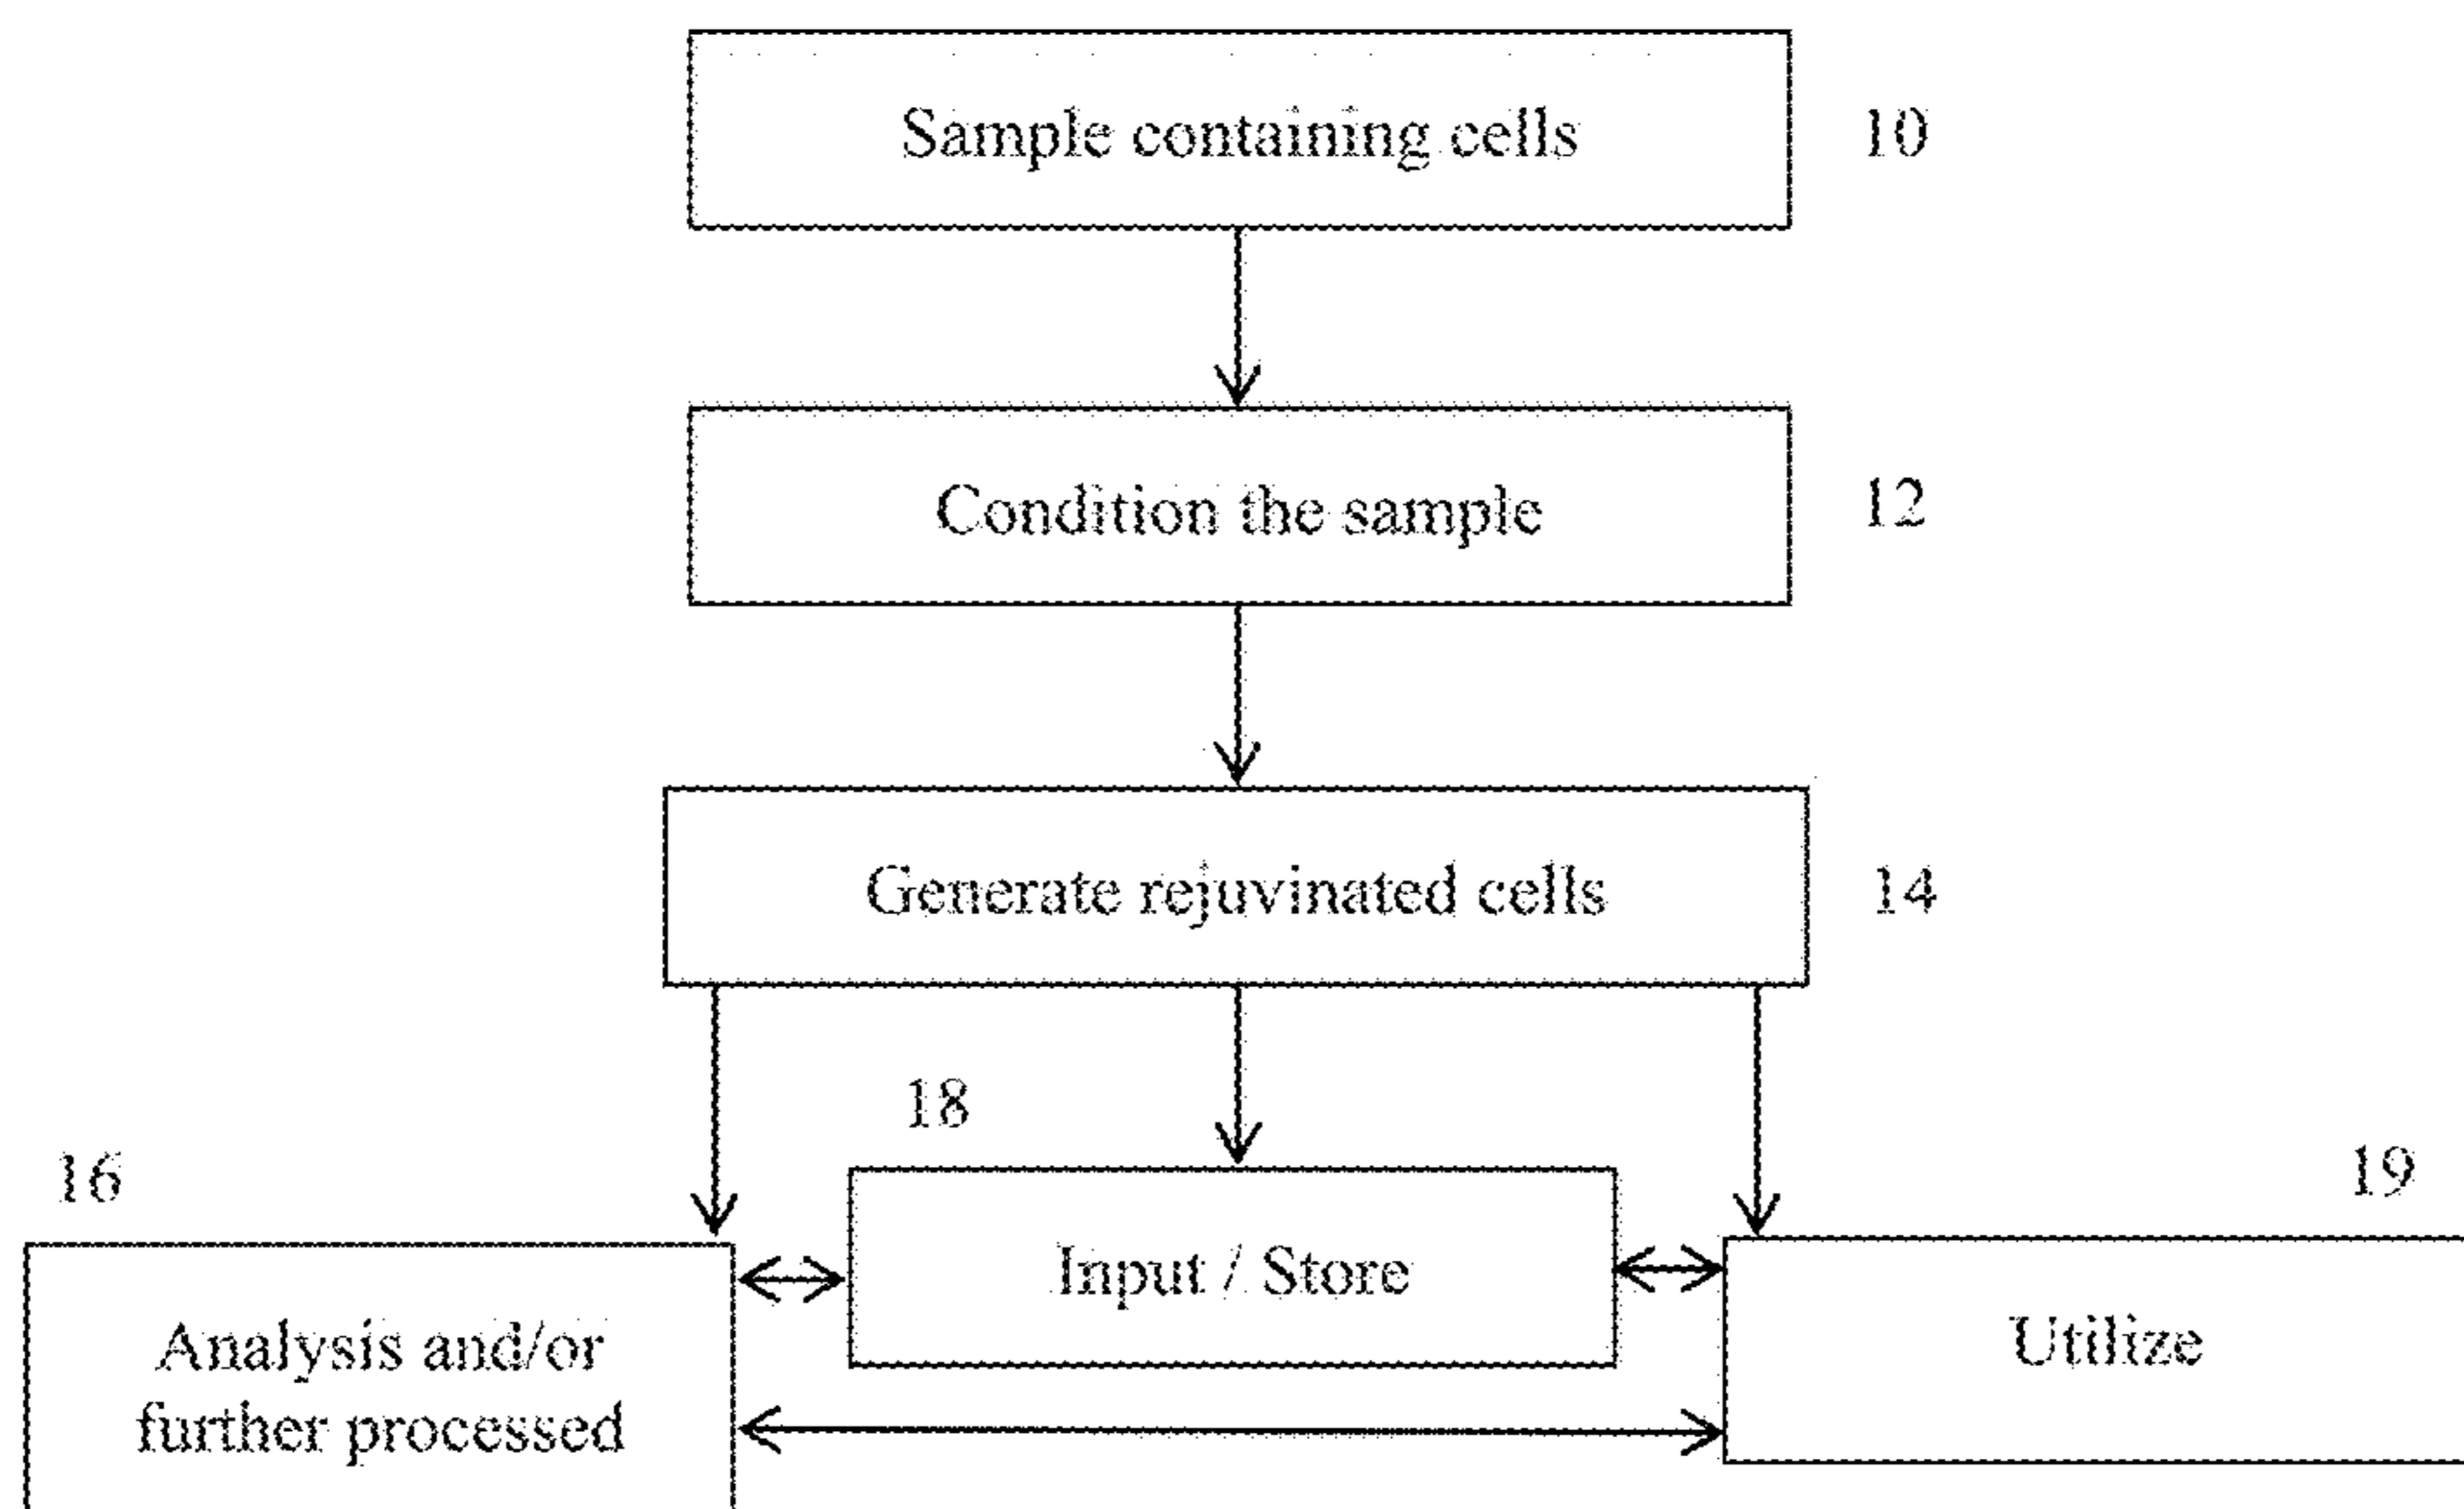 Sample containing cells
10
Condition the sample
12
Generate rejuvinated cells
14
18
16
19
Input / Store
Analysis and/or
further processed
Utilize